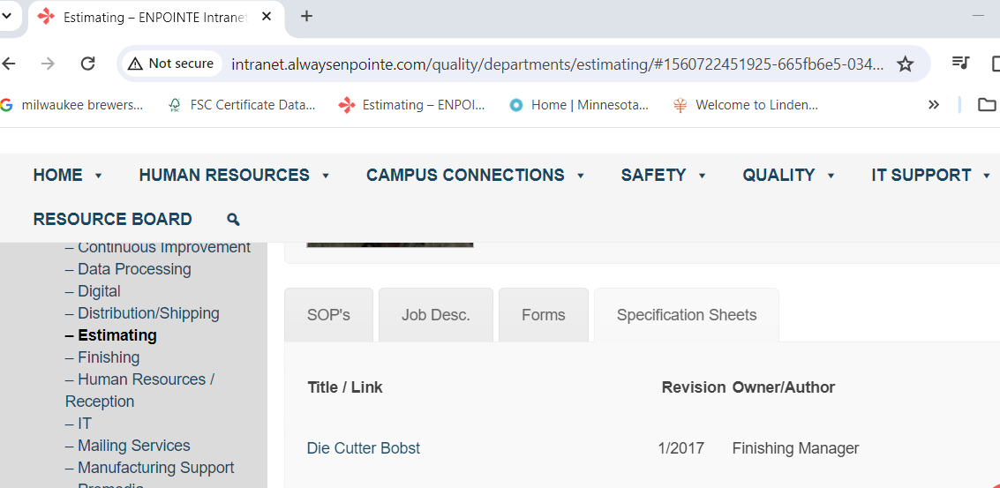 Estimating – ENPOINTE Intranet
Not secure
intranet.alwaysenpointe.com/quality/departments/estimating/#1560722451925-665fb6e5-034...
milwaukee brewers... FSC Certificate Data... Estimating – ENPOI... Home | Minnesota... Welcome to Linden...
HOME HUMAN RESOURCES CAMPUS CONNECTIONS SAFETY QUALITY IT SUPPORT
RESOURCE BOARD
– Continuous Improvement
– Data Processing
– Digital
– Distribution/Shipping
– Estimating
– Finishing
– Human Resources /
Reception
– IT
– Mailing Services
– Manufacturing Support
– Promedia
SOP's Job Desc. Forms Specification Sheets
Title / Link Revision Owner/Author
Die Cutter Bobst 1/2017 Finishing Manager